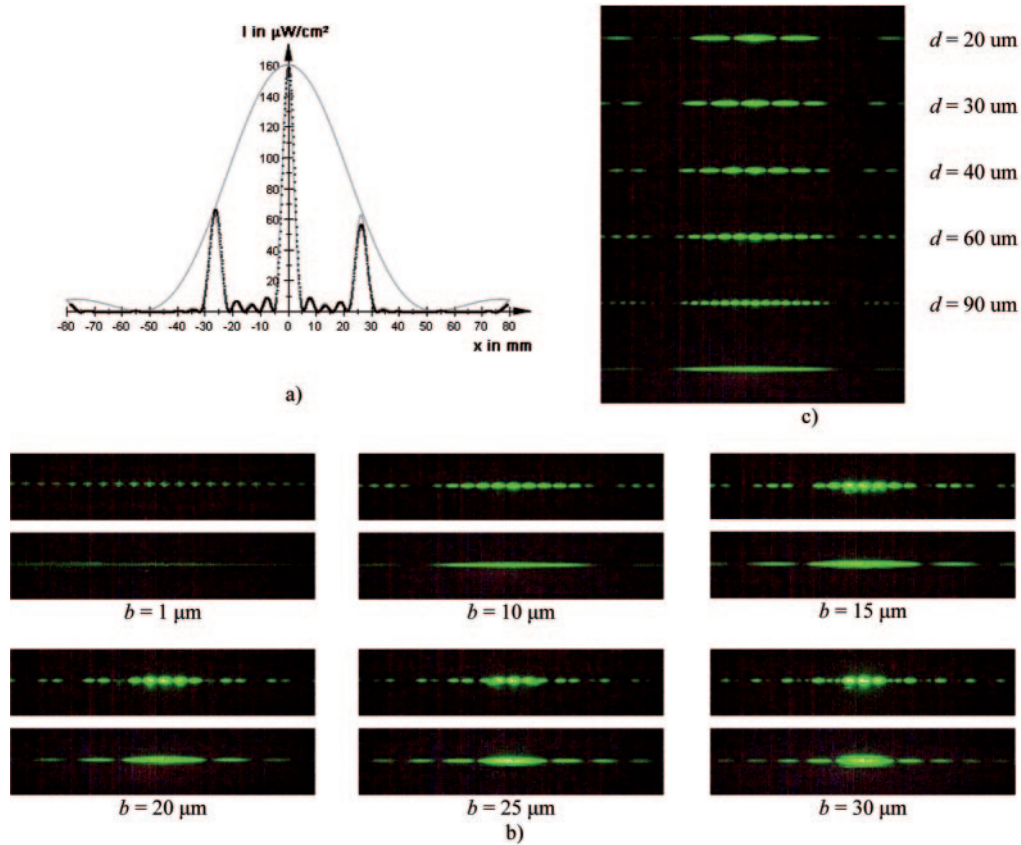 I in µW/cm²
160
140
120
100
80
60
40
20
-80 -70 -60 -50 -40 -30 -20 -10 0 10 20 30 40 50 60 70 80
x in mm
a)
d = 20 um
d = 30 um
d = 40 um
d = 60 um
d = 90 um
c)
b = 1 µm
b = 10 µm
b = 15 µm
b = 20 µm
b = 25 µm
b = 30 µm
b)